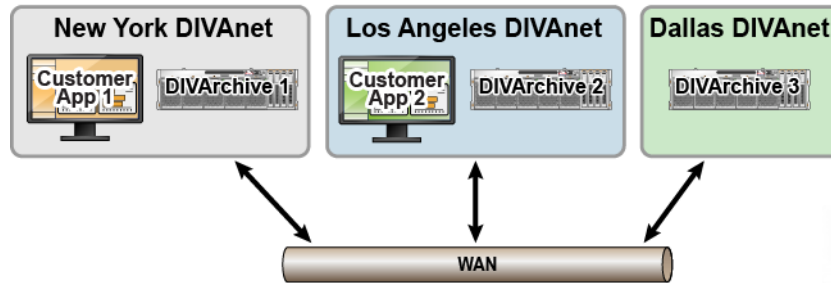 New York DIVAnet
Customer
App 1
DIVArchive 1
Los Angeles DIVAnet
Customer
App 2
DIVArchive 2
Dallas DIVAnet
DIVArchive 3
WAN